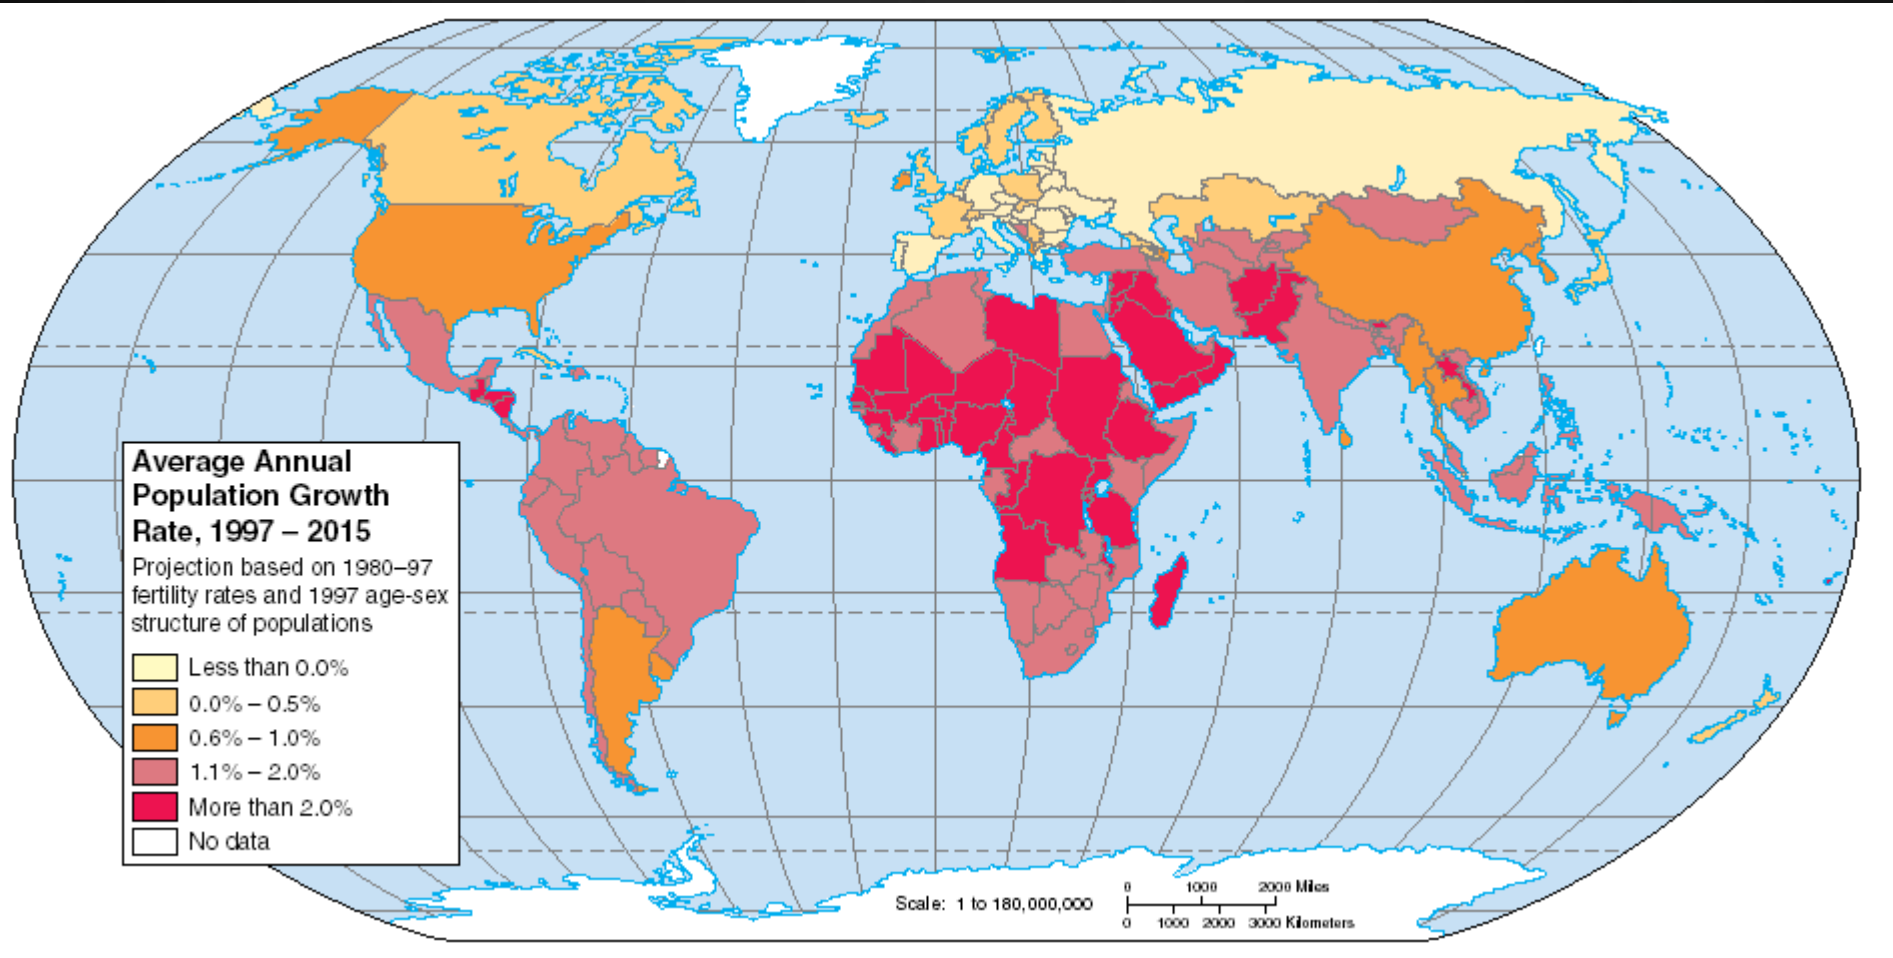 Average Annual
Population Growth
Rate, 1997 – 2015
Projection based on 1980–97
fertility rates and 1997 age-sex
structure of populations
Less than 0.0%
0.0% – 0.5%
0.6% – 1.0%
1.1% – 2.0%
More than 2.0%
No data
Scale: 1 to 180,000,000
0 1000 2000 Miles
0 1000 2000 3000 Kilometers